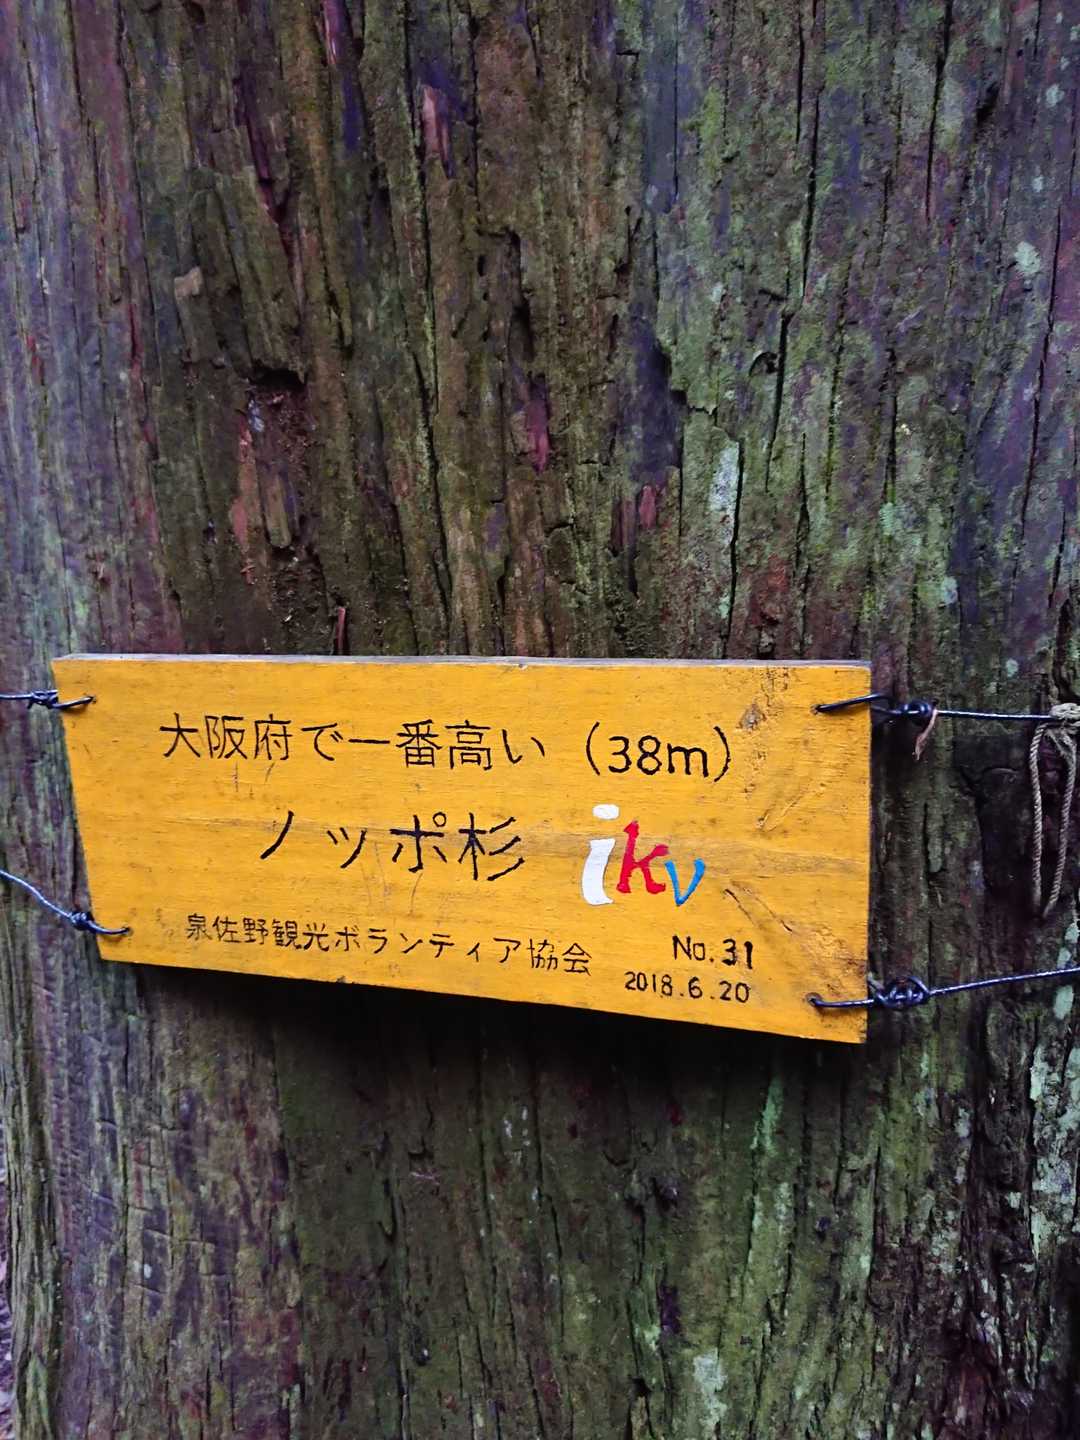 大阪府で一番高い（38m）
ノッポ杉 ikv
泉佐野観光ボランティア協会 No.31
2018.6.20